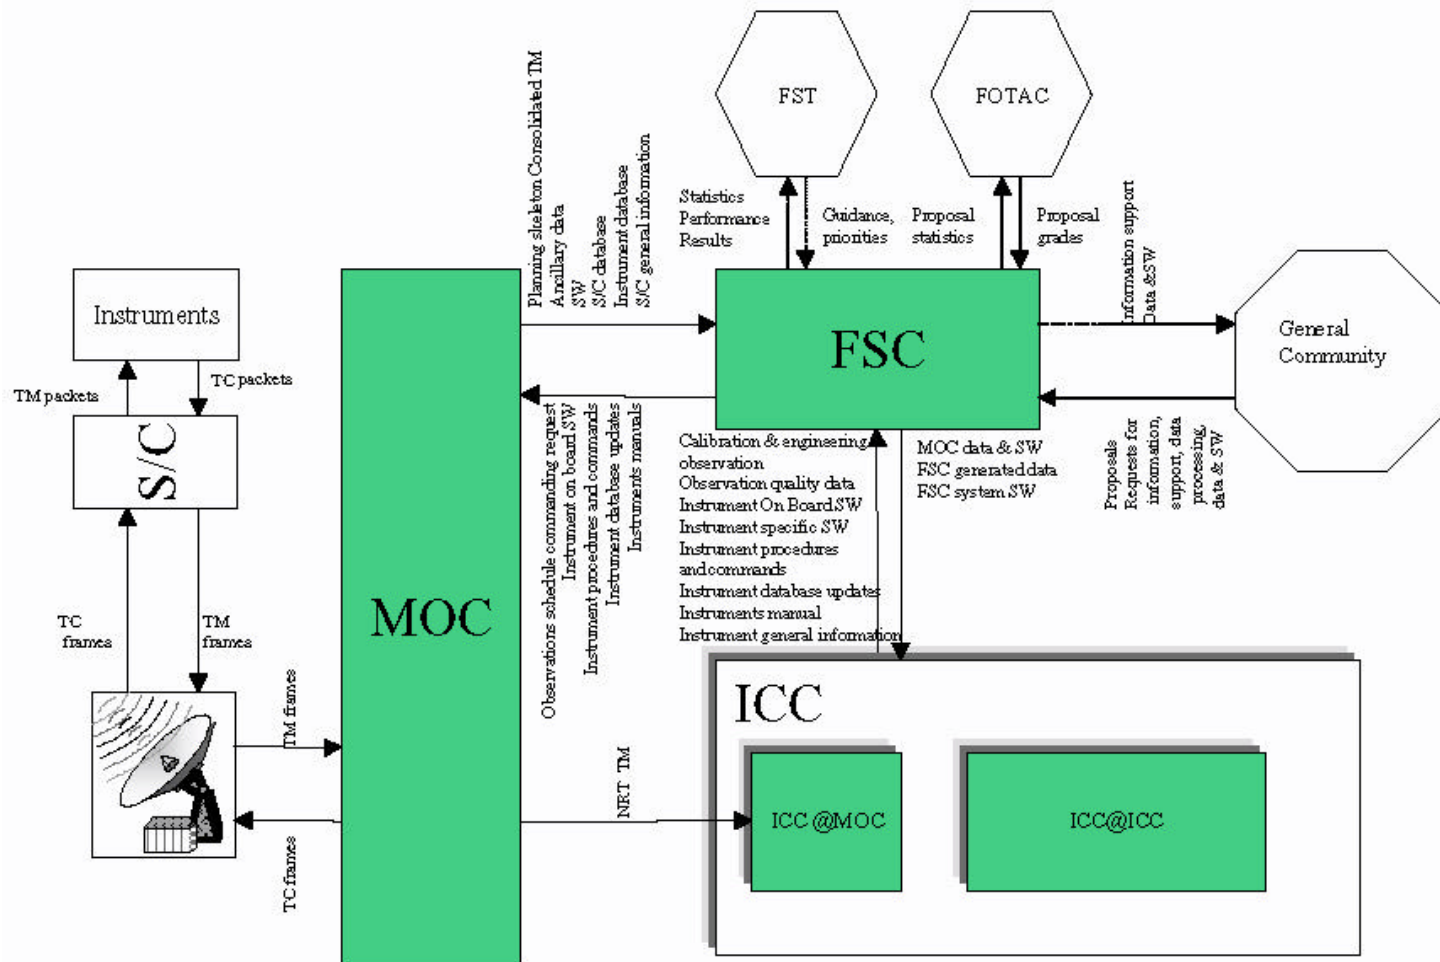 FST
FOTAC
Planning skeleton Consolidated TM
Ancillary data
SW
S/C database
Instrument database
S/C general information
Statistics
Performance
Results
Guidance,
priorities
Proposal
statistics
Proposal
grades
Information support
Data &SW
Instruments
FSC
General
Community
TM packets
TC packets
S/C
Observations schedule commanding request
Instrument on board SW
Instrument procedures and commands
Instrument database updates
Instruments manuals
Calibration & engineering
observation
Observation quality data
Instrument On Board SW
Instrument specific SW
Instrument procedures
and commands
Instrument database updates
Instruments manual
Instrument general information
MOC data & SW
FSC generated data
FSC system SW
Proposals
Requests for
information,
support, data
processing,
data & SW
MOC
TC
frames
TM
frames
TM frames
TC frames
NRT TM
ICC
ICC @MOC
ICC@ICC